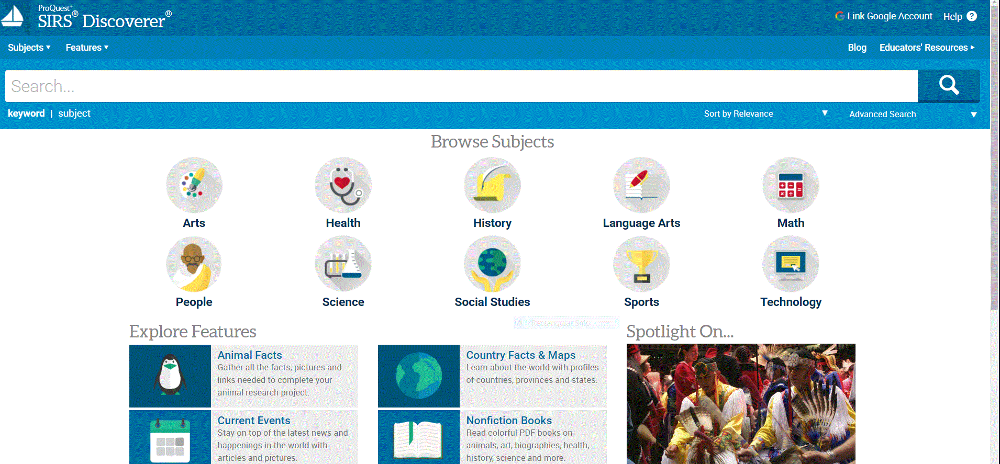 ProQuest®
SIRS® Discoverer®
Link Google Account Help ?
Subjects ▾ Features ▾ Blog Educators' Resources ▸
Search...
keyword | subject Sort by Relevance ▼ Advanced Search ▼
Browse Subjects
Arts Health History Language Arts Math
People Science Social Studies Sports Technology
Rectangular Snip
Explore Features
Animal Facts
Gather all the facts, pictures and
links needed to complete your
animal research project.
Country Facts & Maps
Learn about the world with profiles
of countries, provinces and states.
Current Events
Stay on top of the latest news and
happenings in the world with
articles and pictures.
Nonfiction Books
Read colorful PDF books on
animals, art, biographies, health,
history, science and more.
Spotlight On...